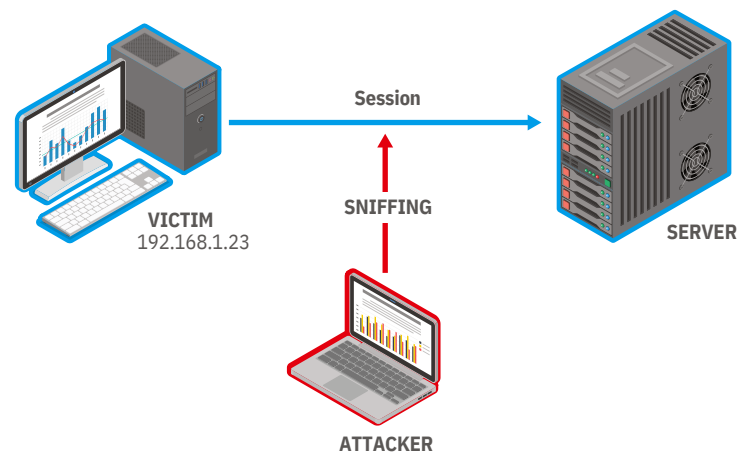 Session
SNIFFING
VICTIM
192.168.1.23
SERVER
ATTACKER